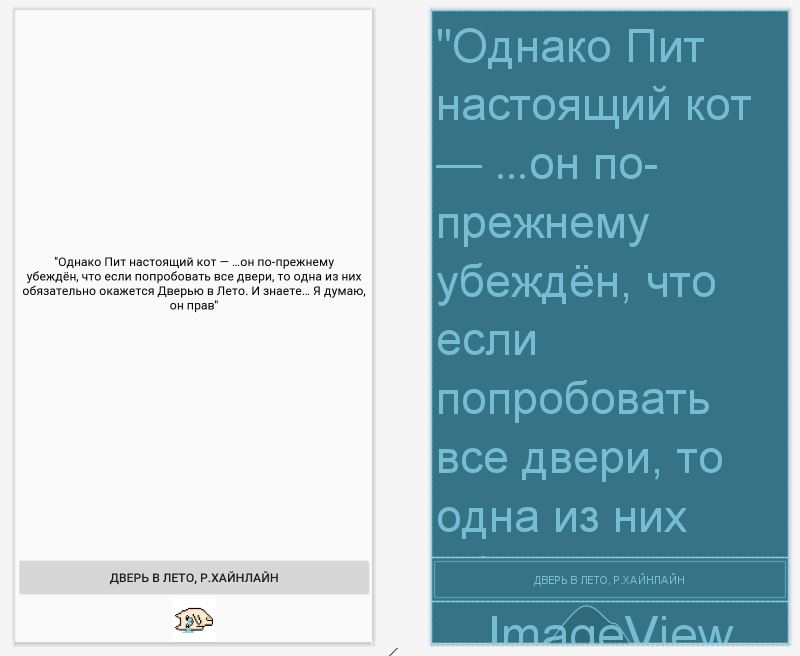 "Однако Пит настоящий кот — …он по-прежнему
убеждён, что если попробовать все двери, то одна из них
обязательно окажется Дверью в Лето. И знаете… Я думаю,
он прав"
ДВЕРЬ В ЛЕТО, Р.ХАЙНЛАЙН
"Однако Пит
настоящий кот
— ...он по-
прежнему
убеждён, что
если
попробовать
все двери, то
одна из них
ДВЕРЬ В ЛЕТО, Р.ХАЙНЛАЙН
ImageView